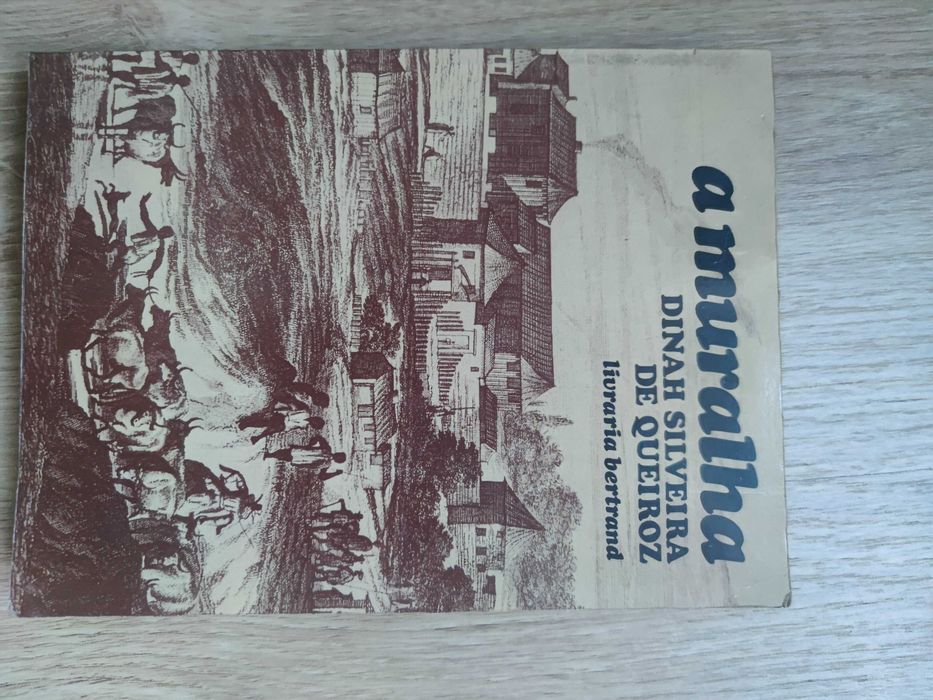 a muralha
DINAH SILVEIRA
DE QUEIROZ
livraria bertrand